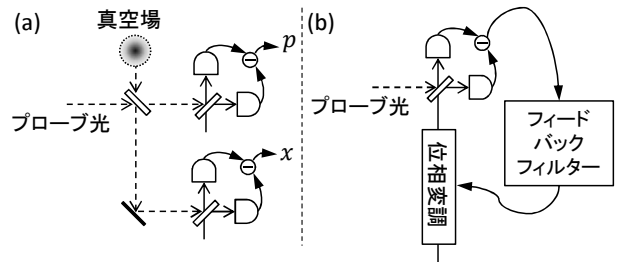 (a)
真空場
プローブ光
p
x
(b)
プローブ光
位相変調
フィード
バック
フィルター